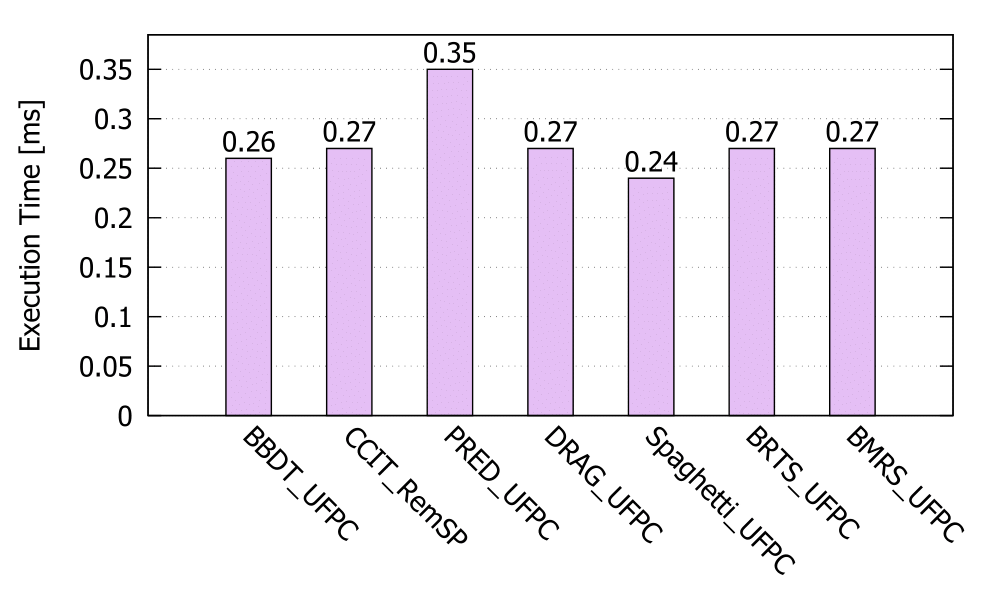 Execution Time [ms]
0.35
0.3
0.25
0.2
0.15
0.1
0.05
0
0.26
0.27
0.35
0.27
0.24
0.27
0.27
BBDT_UFPC
CCIT_RemSP
PRED_UFPC
DRAG_UFPC
Spaghetti_UFPC
BRTS_UFPC
BMRS_UFPC